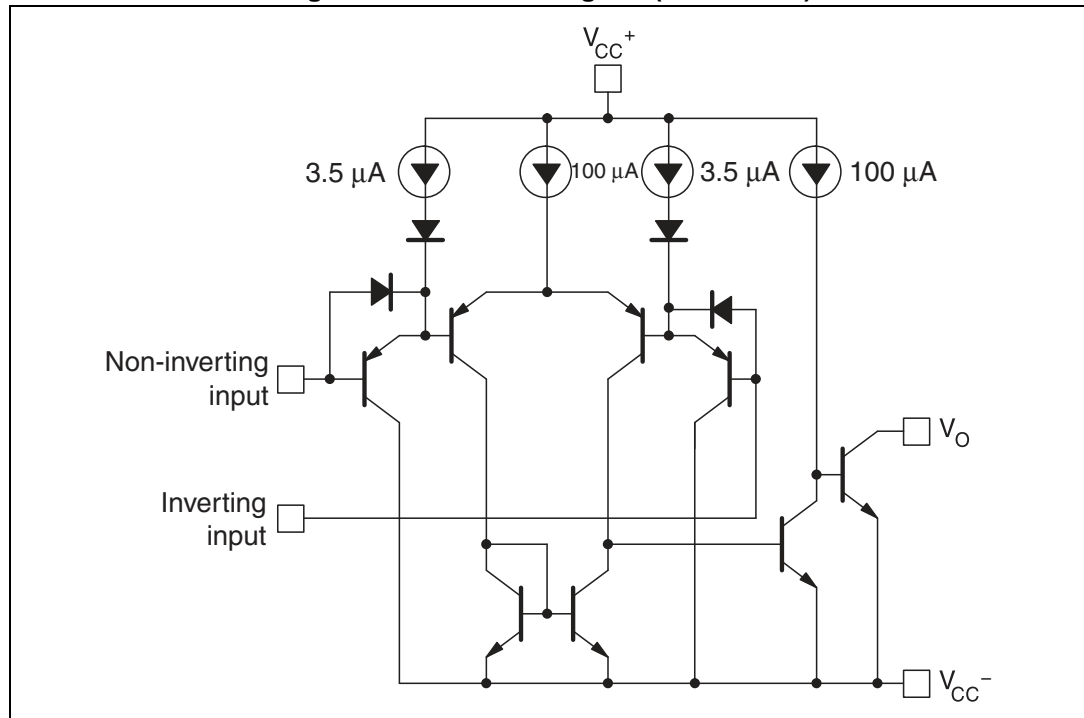 V_CC^+
3.5 μA
100 μA
3.5 μA
100 μA
Non-inverting
input
V_O
Inverting
input
V_CC^−